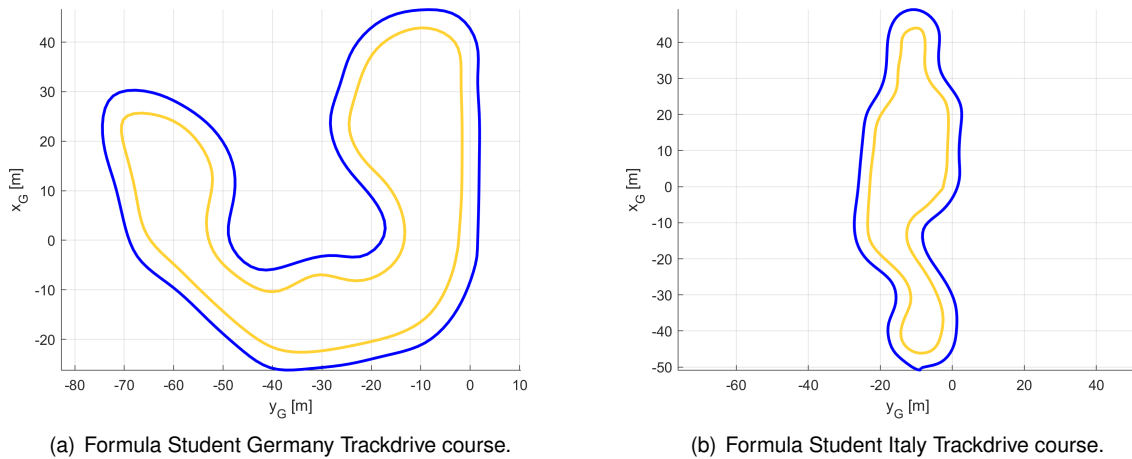 40
30
20
10
0
-10
-20
x_G [m]
-80 -70 -60 -50 -40 -30 -20 -10 0 10
y_G [m]
(a) Formula Student Germany Trackdrive course.
50
40
30
20
10
0
-10
-20
-30
-40
-50
x_G [m]
-60 -40 -20 0 20 40
y_G [m]
(b) Formula Student Italy Trackdrive course.